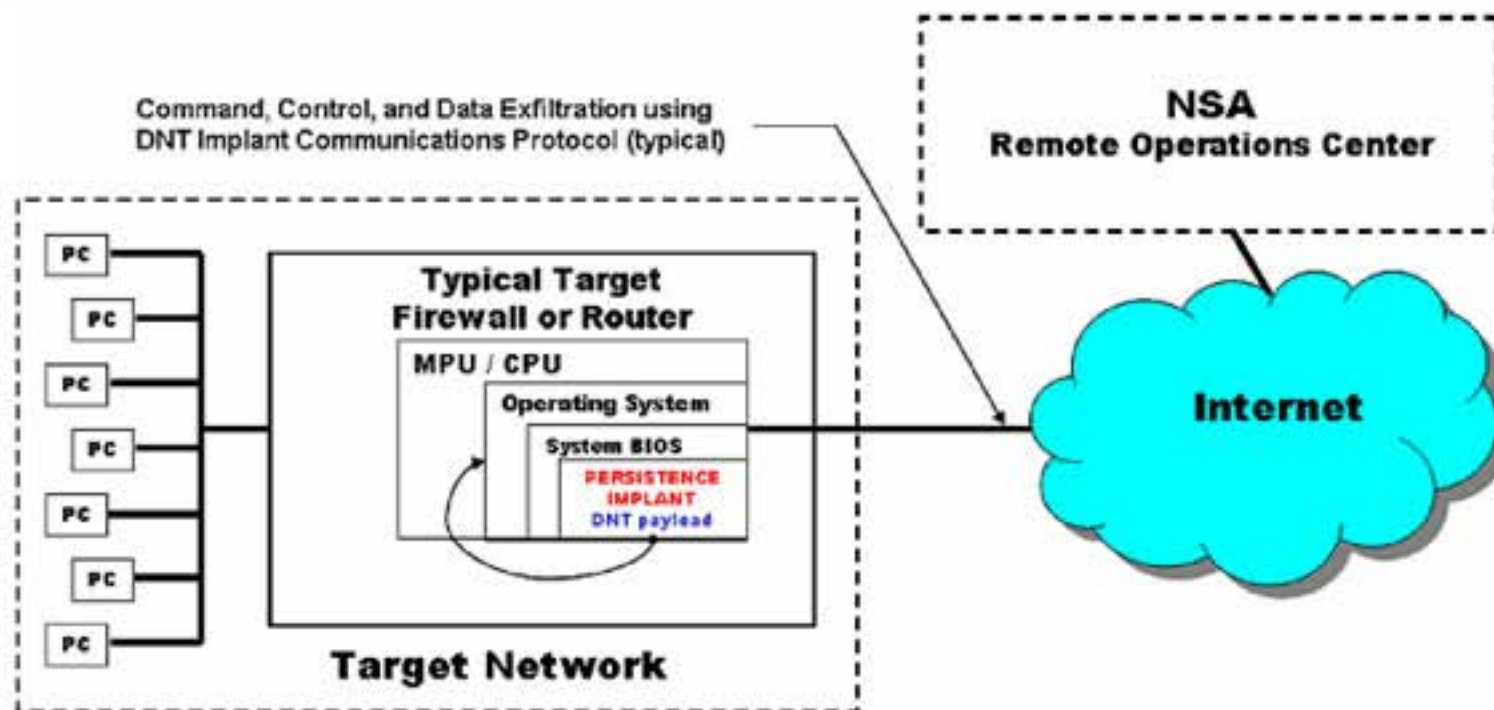 NSA
Remote Operations Center
Command, Control, and Data Exfiltration using
DNT Implant Communications Protocol (typical)
PC
PC
PC
PC
PC
PC
PC
Typical Target
Firewall or Router
MPU / CPU
Operating System
System BIOS
PERSISTENCE
IMPLANT
DNT payload
Internet
Target Network